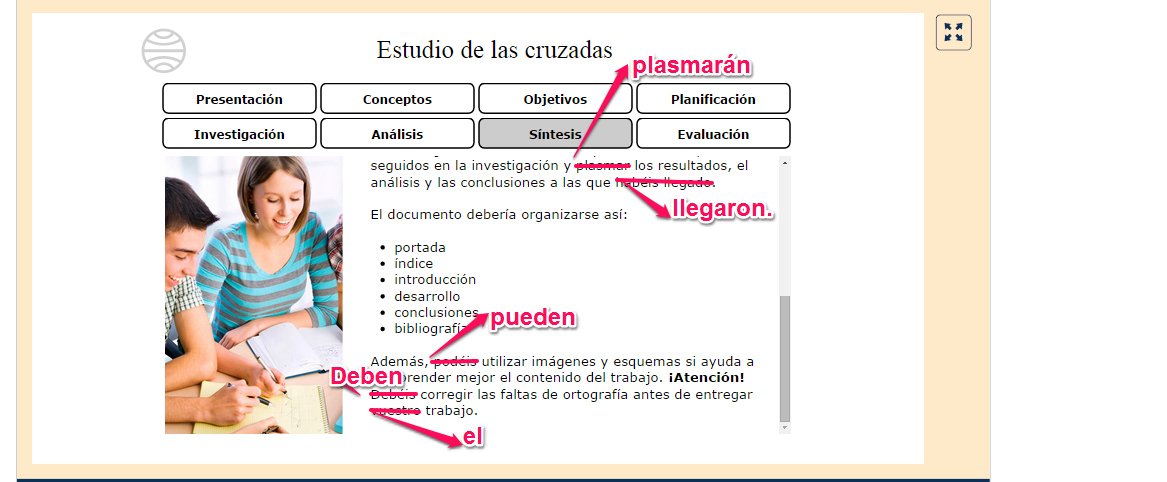 Estudio de las cruzadas
plasmarán
Presentación Conceptos Objetivos Planificación
Investigación Análisis Síntesis Evaluación
seguidos en la investigación y plasmar los resultados, el
análisis y las conclusiones a las que habéis llegado.
llegaron.
El documento debería organizarse así:
portada
índice
introducción
desarrollo
conclusiones
bibliografía
pueden
Además, podéis utilizar imágenes y esquemas si ayuda a
Deben
prender mejor el contenido del trabajo. ¡Atención!
Debéis corregir las faltas de ortografía antes de entregar
vuestro trabajo.
el